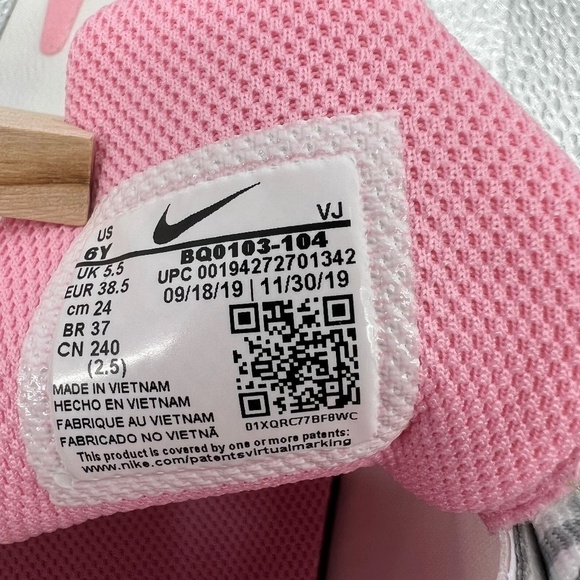 VJ
US
6Y
BQ0103-104
UK 5.5
UPC 00194272701342
EUR 38.5
09/18/19 | 11/30/19
cm 24
BR 37
CN 240
(2.5)
MADE IN VIETNAM
HECHO EN VIETNAM
FABRIQUE AU VIETNAM
FABRICADO NO VIETNÃ
01XQRC77BF8WC
This product is covered by one or more patents:
www.nike.com/patentsvirtualmarking